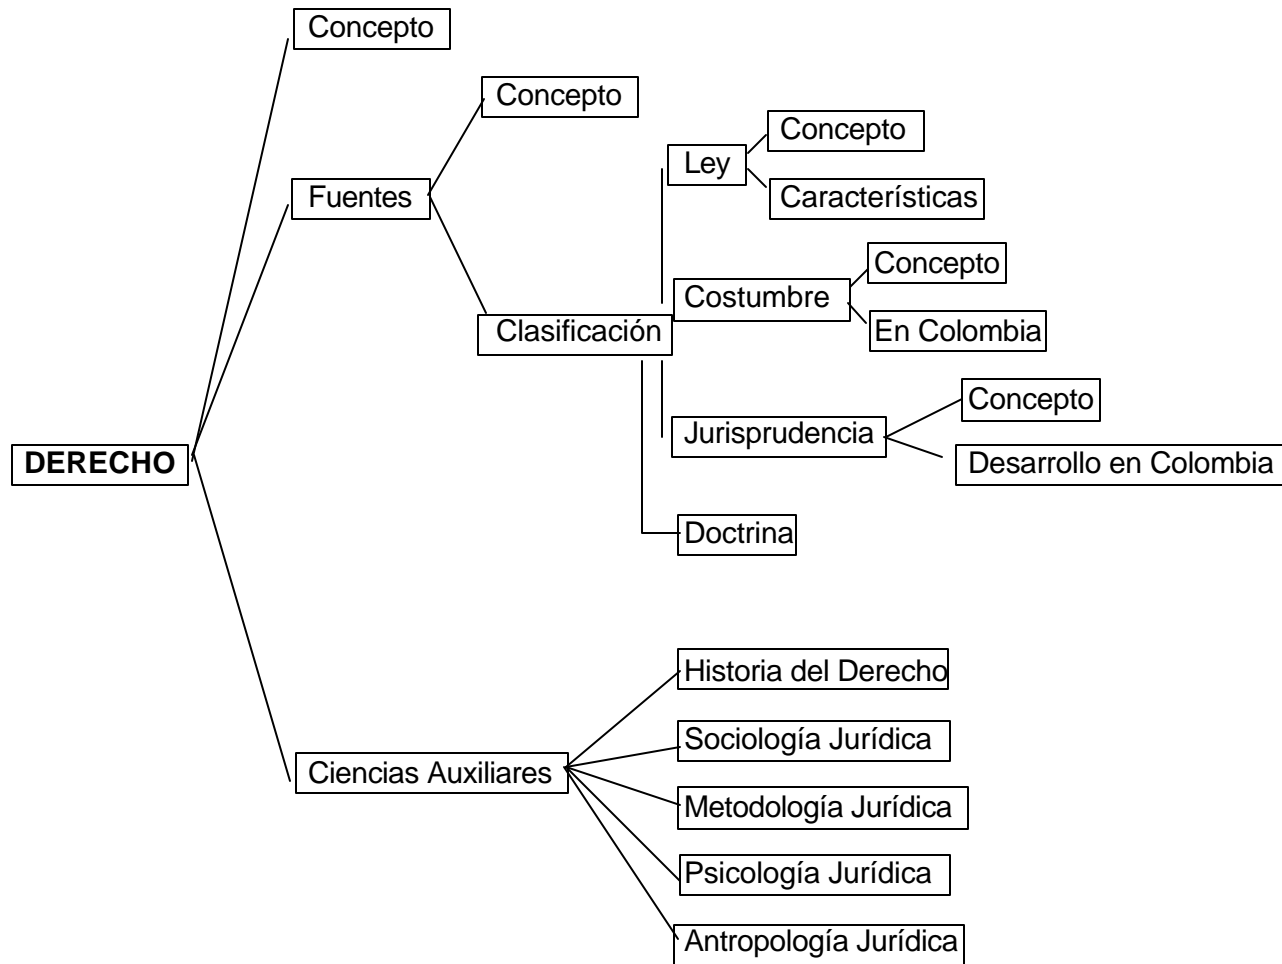 Concepto
Concepto
Concepto
Ley
Características
Fuentes
Concepto
Costumbre
En Colombia
Clasificación
Concepto
Jurisprudencia
DERECHO
Desarrollo en Colombia
Doctrina
Historia del Derecho
Sociología Jurídica
Ciencias Auxiliares
Metodología Jurídica
Psicología Jurídica
Antropología Jurídica